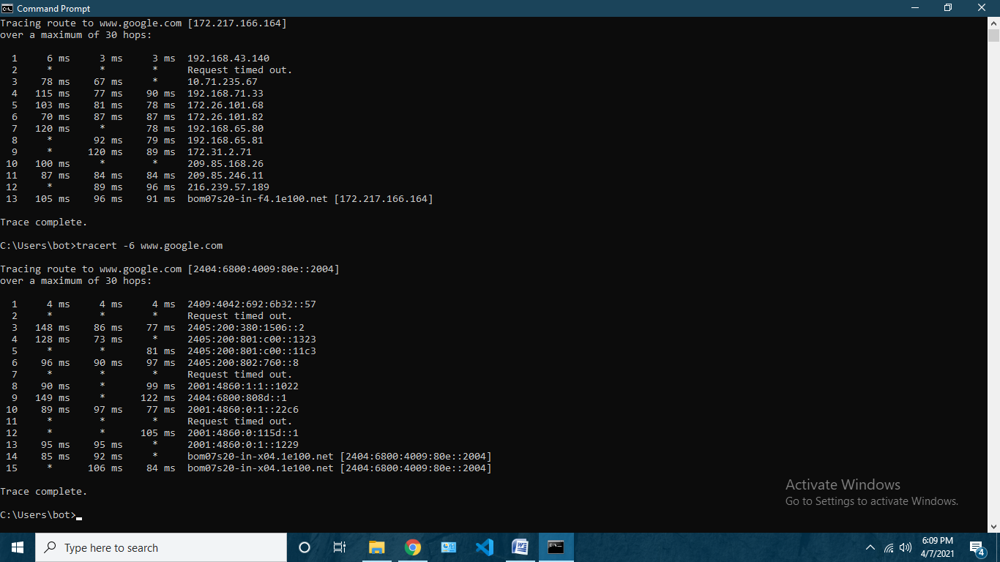 Command Prompt
Tracing route to www.google.com [172.217.166.164]
over a maximum of 30 hops:
1 6 ms 3 ms 3 ms 192.168.43.140
2 * * * Request timed out.
3 78 ms 67 ms * 10.71.235.67
4 115 ms 77 ms 90 ms 192.168.71.33
5 103 ms 81 ms 78 ms 172.26.101.68
6 70 ms 87 ms 87 ms 172.26.101.82
7 120 ms * 78 ms 192.168.65.80
8 * 92 ms 79 ms 192.168.65.81
9 * 120 ms 89 ms 172.31.2.71
10 100 ms * * 209.85.168.26
11 87 ms 84 ms 84 ms 209.85.246.11
12 * 89 ms 96 ms 216.239.57.189
13 105 ms 96 ms 91 ms bom07s20-in-f4.1e100.net [172.217.166.164]
Trace complete.
C:\Users\bot>tracert -6 www.google.com
Tracing route to www.google.com [2404:6800:4009:80e::2004]
over a maximum of 30 hops:
1 4 ms 4 ms 4 ms 2409:4042:692:6b32::57
2 * * * Request timed out.
3 148 ms 86 ms 77 ms 2405:200:380:1506::2
4 128 ms 73 ms * 2405:200:801:c00::1323
5 * * 81 ms 2405:200:801:c00::11c3
6 96 ms 90 ms 97 ms 2405:200:802:760::8
7 * * * Request timed out.
8 90 ms * 99 ms 2001:4860:1:1::1022
9 149 ms * 122 ms 2404:6800:808d::1
10 89 ms 97 ms 77 ms 2001:4860:0:1::22c6
11 * * * Request timed out.
12 * * 105 ms 2001:4860:0:115d::1
13 95 ms 95 ms * 2001:4860:0:1::1229
14 85 ms 92 ms * bom07s20-in-x04.1e100.net [2404:6800:4009:80e::2004]
15 * 106 ms 84 ms bom07s20-in-x04.1e100.net [2404:6800:4009:80e::2004]
Trace complete.
C:\Users\bot>
Activate Windows
Go to Settings to activate Windows.
Type here to search
6:09 PM
4/7/2021
4